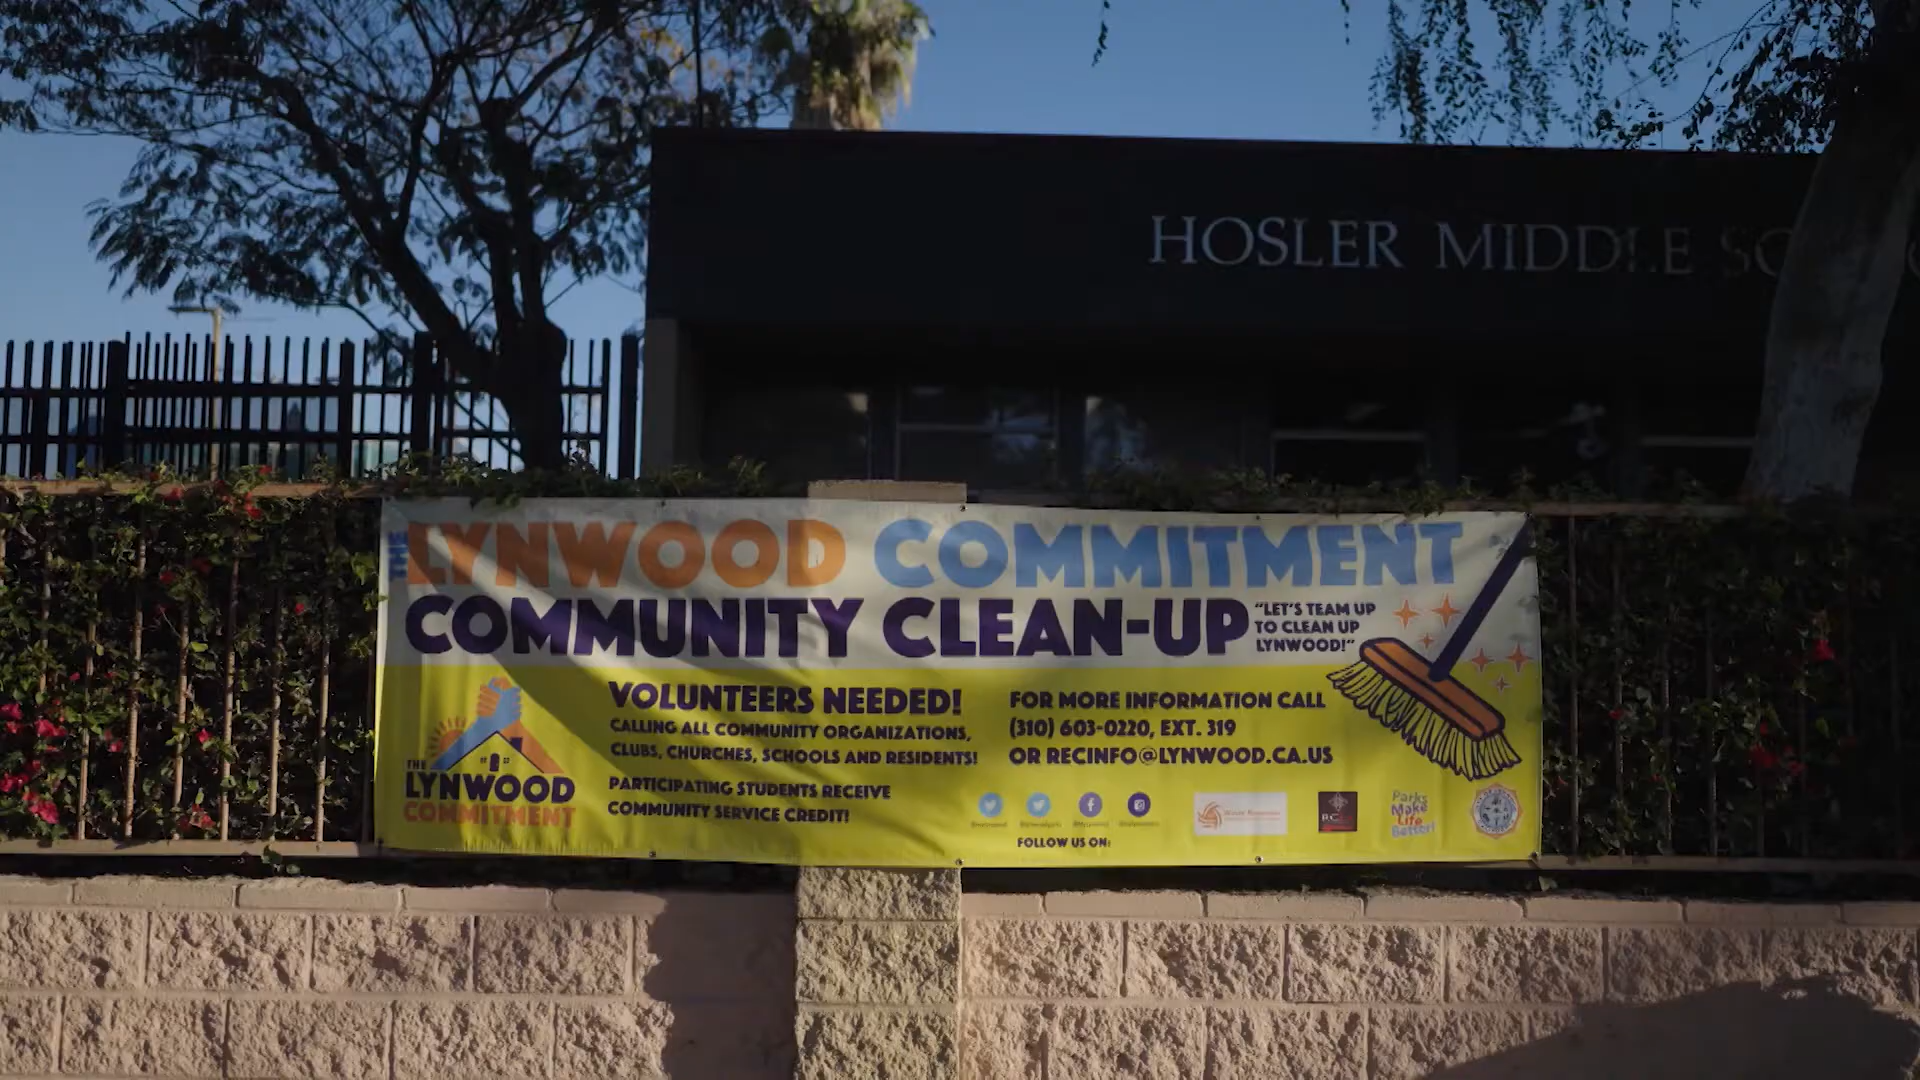 HOSLER MIDDLE
THE LYNWOOD COMMITMENT
COMMUNITY CLEAN-UP
"LET'S TEAM UP
TO CLEAN UP
LYNWOOD!"
VOLUNTEERS NEEDED!
CALLING ALL COMMUNITY ORGANIZATIONS,
CLUBS, CHURCHES, SCHOOLS AND RESIDENTS!
PARTICIPATING STUDENTS RECEIVE
COMMUNITY SERVICE CREDIT!
FOR MORE INFORMATION CALL
(310) 603-0220, EXT. 319
OR RECINFO@LYNWOOD.CA.US
THE
LYNWOOD
COMMITMENT
FOLLOW US ON:
Parks
Make
Life
Better!